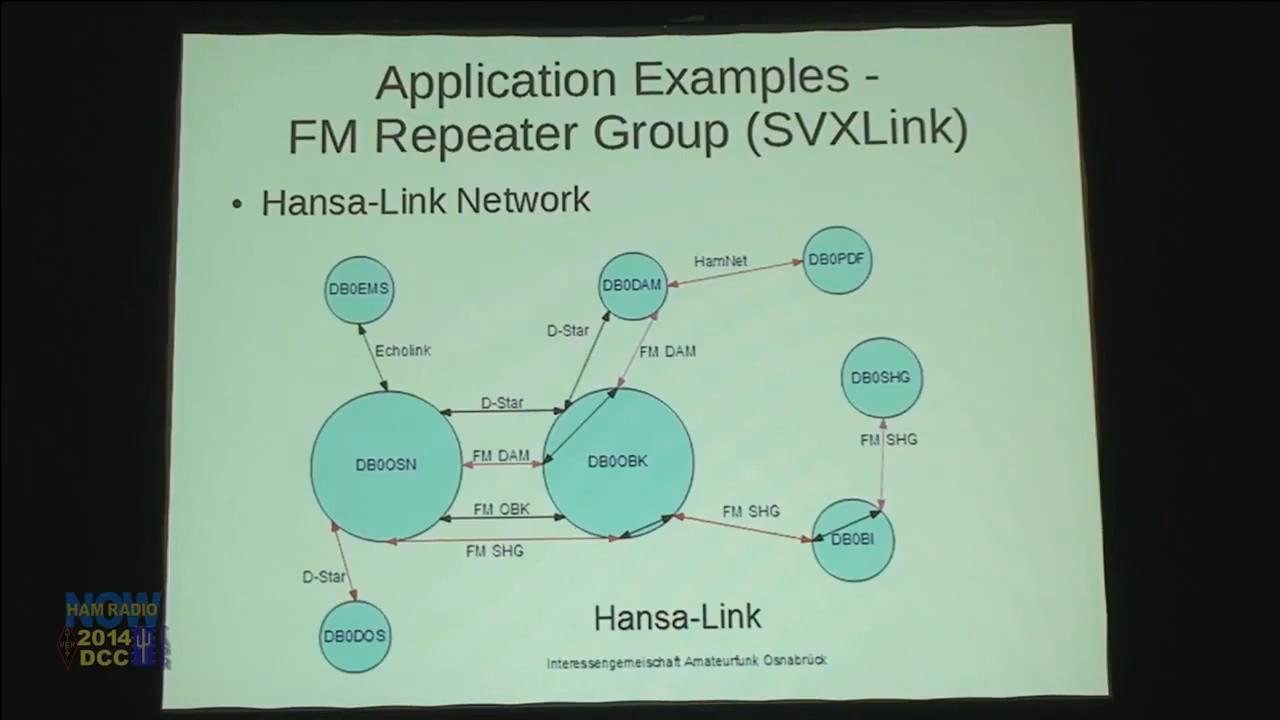 Application Examples -
FM Repeater Group (SVXLink)
• Hansa-Link Network
DB0EMS
DB0DAM
HamNet
DB0PDF
Echolink
D-Star
FM DAM
DB0SHG
D-Star
FM SHG
DB0OSN
FM DAM
DB0OBK
FM OBK
FM SHG
FM SHG
DB0BI
D-Star
DB0DOS
Hansa-Link
Interessengemeischaft Amateurfunk Osnabrück
NOW
HAM RADIO
2014
DCC